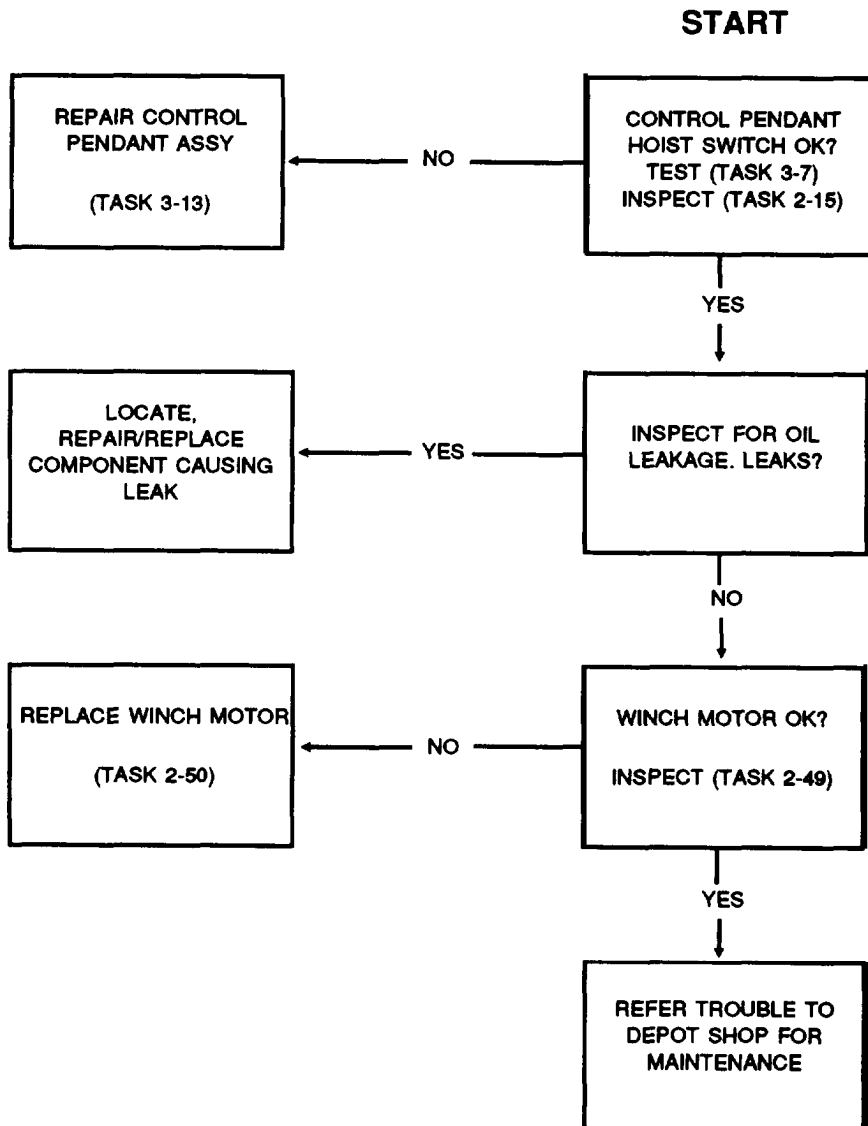 START
REPAIR CONTROL
PENDANT ASSY
(TASK 3-13)
NO
CONTROL PENDANT
HOIST SWITCH OK?
TEST (TASK 3-7)
INSPECT (TASK 2-15)
YES
LOCATE,
REPAIR/REPLACE
COMPONENT CAUSING
LEAK
YES
INSPECT FOR OIL
LEAKAGE. LEAKS?
NO
REPLACE WINCH MOTOR
(TASK 2-50)
NO
WINCH MOTOR OK?
INSPECT (TASK 2-49)
YES
REFER TROUBLE TO
DEPOT SHOP FOR
MAINTENANCE